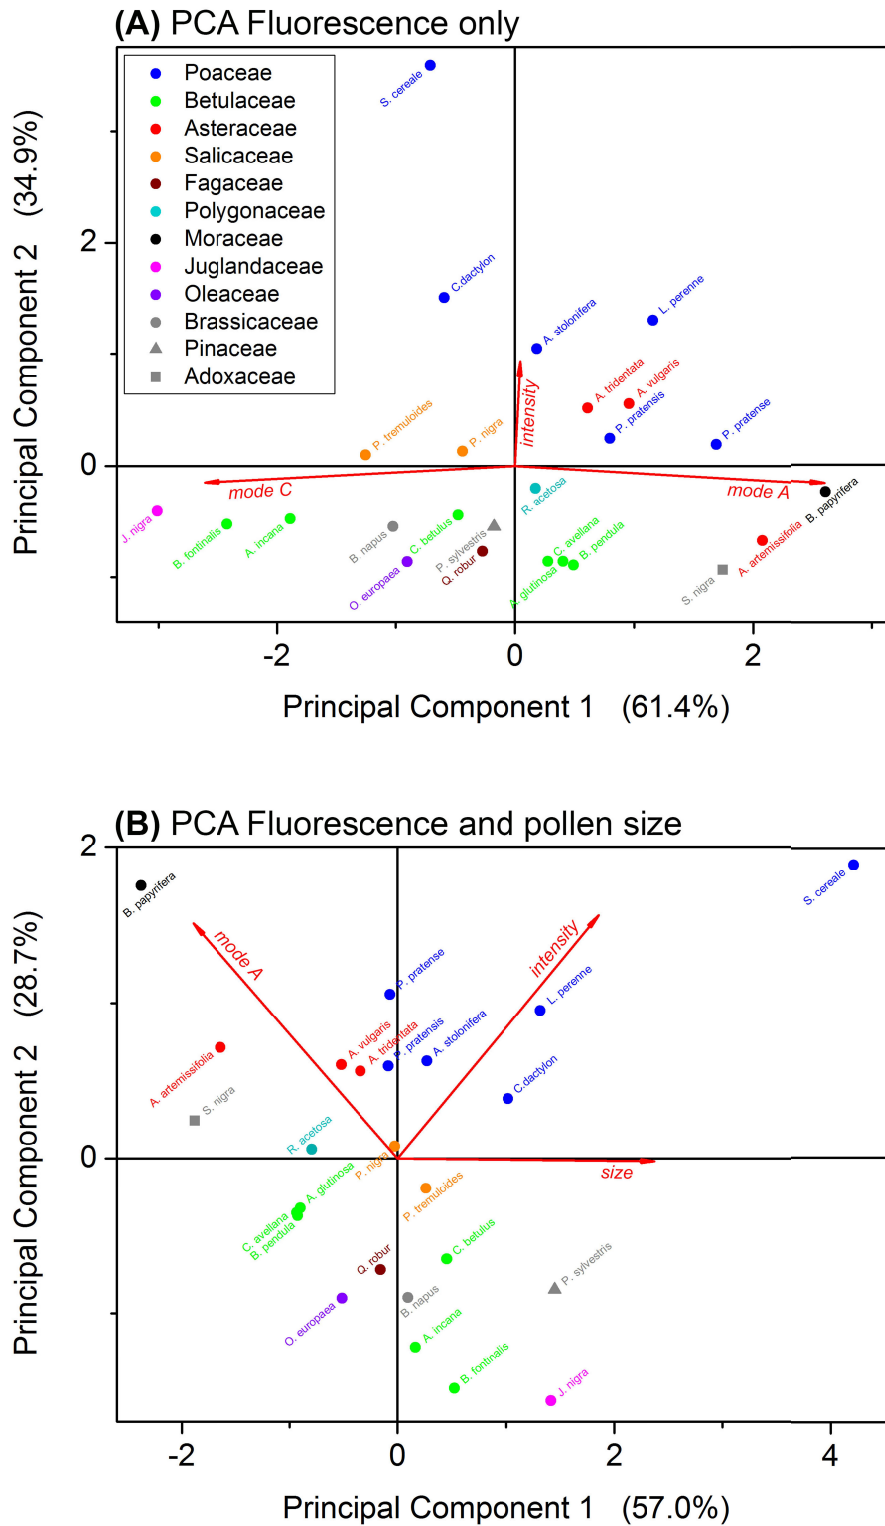 (A) PCA Fluorescence only
Principal Component 2 (34.9%)
2
0
Poaceae
Betulaceae
Asteraceae
Salicaceae
Fagaceae
Polygonaceae
Moraceae
Juglandaceae
Oleaceae
Brassicaceae
Pinaceae
Adoxaceae
S. cereale
C.dactylon
A. stolonifera
L. perenne
A. tridentata
A. vulgaris
P. pratensis
P. pratense
P. tremuloides
P. nigra
intensity
mode C
mode A
R. acetosa
B. papyrifera
J. nigra
B. fontinalis
A. incana
B. napus
C. betulus
P. sylvestris
O. europaea
Q. robur
C. avellana
A. glutinosa
B. pendula
S. nigra
A. artemissifolia
-2
0
2
Principal Component 1 (61.4%)
(B) PCA Fluorescence and pollen size
Principal Component 2 (28.7%)
2
0
B. papyrifera
S. cereale
mode A
intensity
P. pratense
L. perenne
A. vulgaris
A. tridentata
P. pratensis
A. stolonifera
C.dactylon
A. artemissifolia
S. nigra
R. acetosa
P. nigra
size
A. glutinosa
C. avellana
B. pendula
P. tremuloides
C. betulus
Q. robur
P. sylvestris
O. europaea
B. napus
A. incana
B. fontinalis
J. nigra
-2
0
2
4
Principal Component 1 (57.0%)